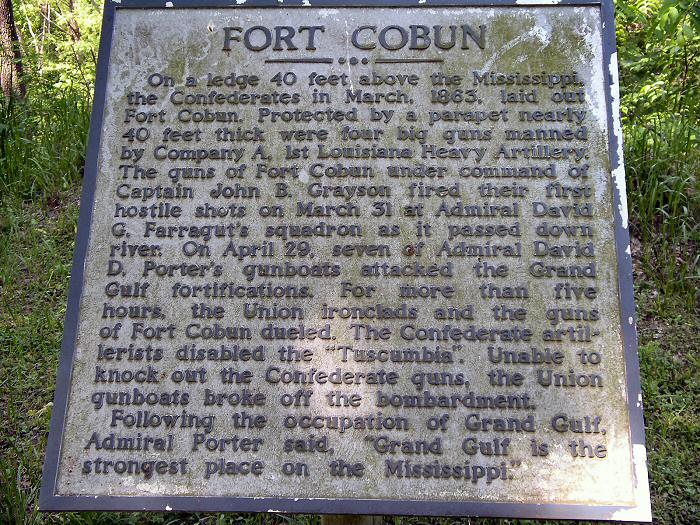 FORT COBUN
On a ledge 40 feet above the Mississippi,
the Confederates in March, 1863, laid out
Fort Cobun. Protected by a parapet nearly
40 feet thick were four big guns manned
by Company A, 1st Louisiana Heavy Artillery.
The guns of Fort Cobun under command of
Captain John B. Grayson fired their first
hostile shots on March 31 at Admiral David
G. Farragut's squadron as it passed down
river. On April 29, seven of Admiral David
D. Porter's gunboats attacked the Grand
Gulf fortifications. For more than five
hours, the Union ironclads and the guns
of Fort Cobun dueled. The Confederate artil-
lerists disabled the "Tuscumbia". Unable to
knock out the Confederate guns, the Union
gunboats broke off the bombardment.
Following the occupation of Grand Gulf,
Admiral Porter said, "Grand Gulf is the
strongest place on the Mississippi."